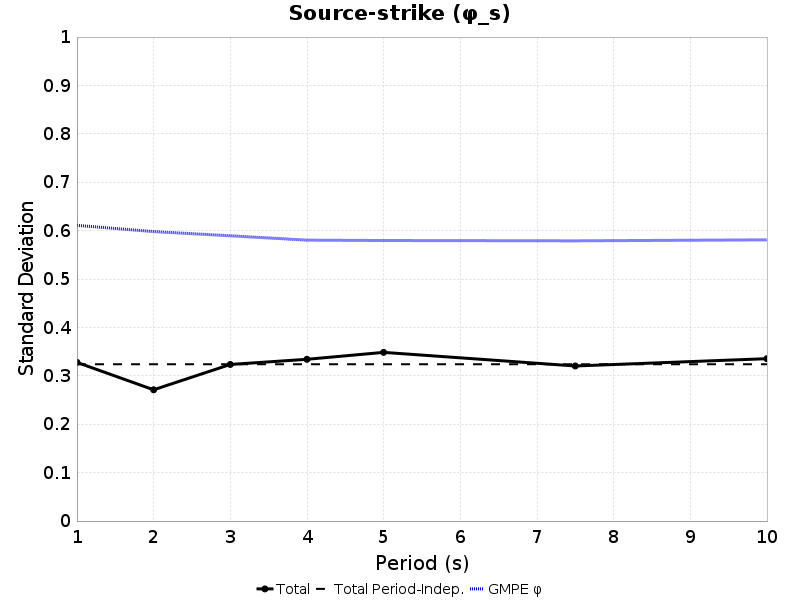 Source-strike (φ_s)
Standard Deviation
1
0.9
0.8
0.7
0.6
0.5
0.4
0.3
0.2
0.1
0
1 2 3 4 5 6 7 8 9 10
Period (s)
Total Total Period-Indep. GMPE φ